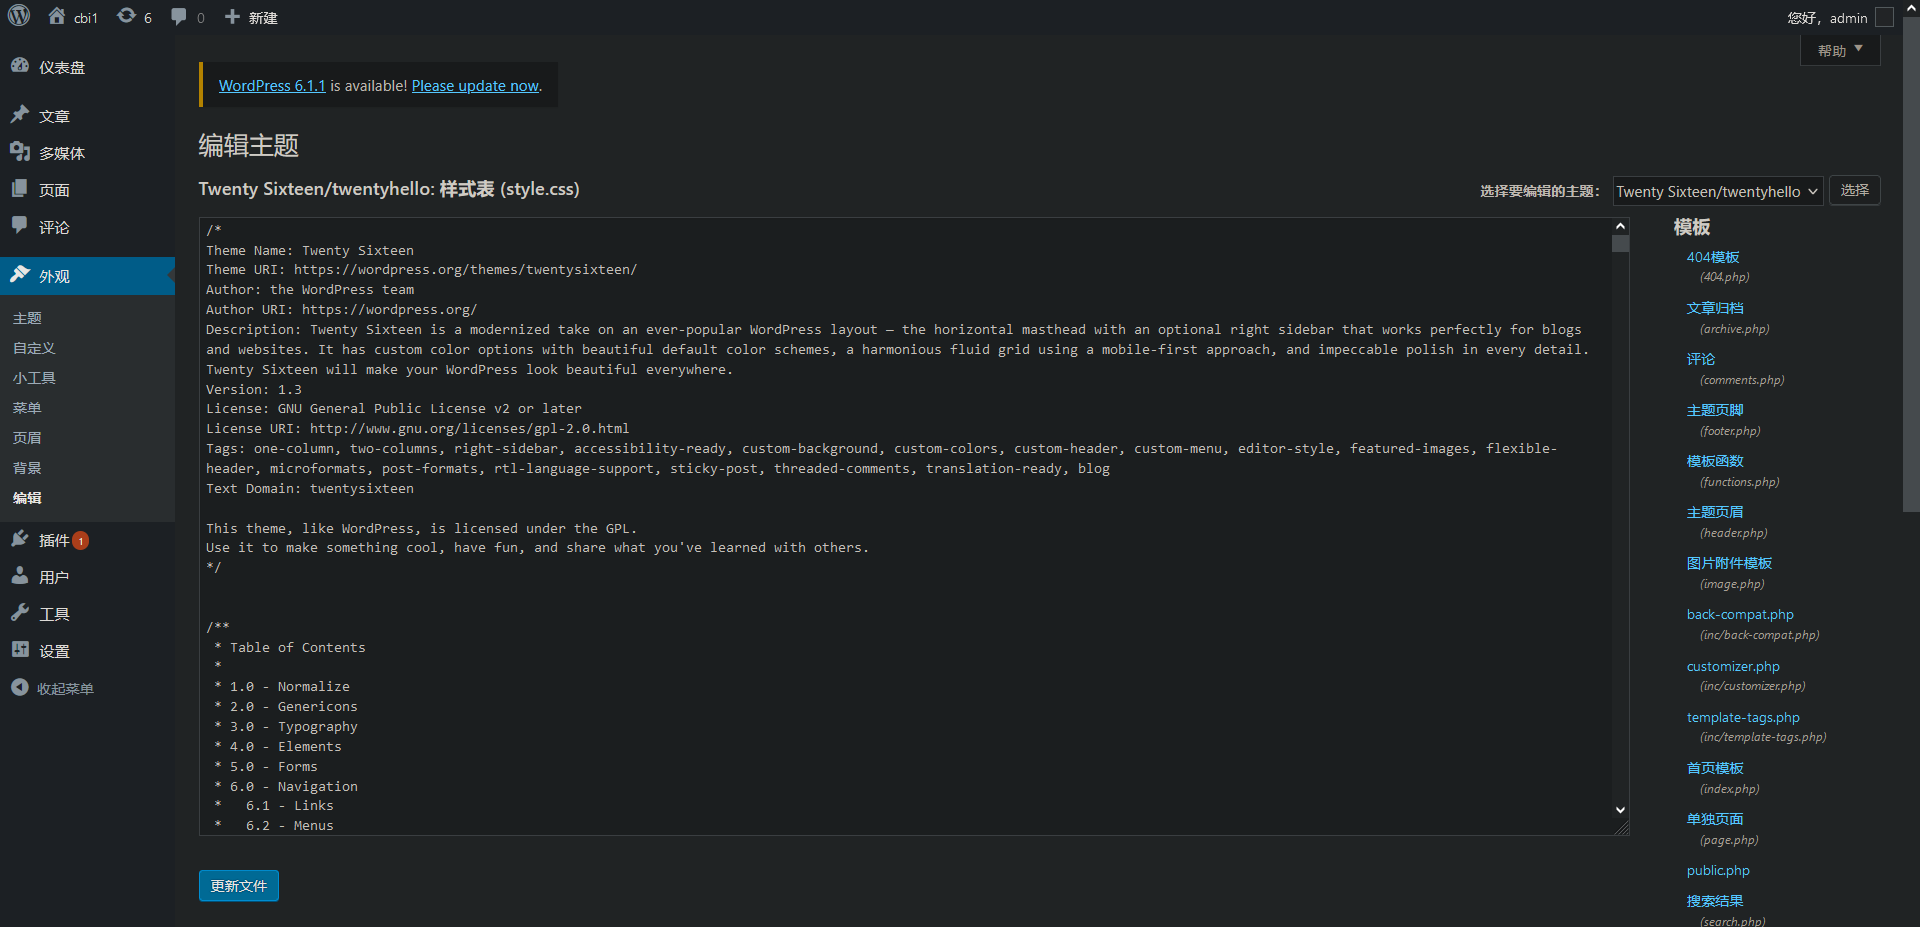 cbi1
6
0
新建
您好，admin
帮助
仪表盘
文章
多媒体
页面
评论
外观
主题
自定义
小工具
菜单
页眉
背景
编辑
插件 1
用户
工具
设置
收起菜单
WordPress 6.1.1 is available! Please update now.
编辑主题
Twenty Sixteen/twentyhello: 样式表 (style.css)
选择要编辑的主题：
Twenty Sixteen/twentyhello
选择
/*
Theme Name: Twenty Sixteen
Theme URI: https://wordpress.org/themes/twentysixteen/
Author: the WordPress team
Author URI: https://wordpress.org/
Description: Twenty Sixteen is a modernized take on an ever-popular WordPress layout — the horizontal masthead with an optional right sidebar that works perfectly for blogs
and websites. It has custom color options with beautiful default color schemes, a harmonious fluid grid using a mobile-first approach, and impeccable polish in every detail.
Twenty Sixteen will make your WordPress look beautiful everywhere.
Version: 1.3
License: GNU General Public License v2 or later
License URI: http://www.gnu.org/licenses/gpl-2.0.html
Tags: one-column, two-columns, right-sidebar, accessibility-ready, custom-background, custom-colors, custom-header, custom-menu, editor-style, featured-images, flexible-
header, microformats, post-formats, rtl-language-support, sticky-post, threaded-comments, translation-ready, blog
Text Domain: twentysixteen
This theme, like WordPress, is licensed under the GPL.
Use it to make something cool, have fun, and share what you've learned with others.
*/
/**
* Table of Contents
*
* 1.0 - Normalize
* 2.0 - Genericons
* 3.0 - Typography
* 4.0 - Elements
* 5.0 - Forms
* 6.0 - Navigation
*   6.1 - Links
*   6.2 - Menus
更新文件
模板
404模板
(404.php)
文章归档
(archive.php)
评论
(comments.php)
主题页脚
(footer.php)
模板函数
(functions.php)
主题页眉
(header.php)
图片附件模板
(image.php)
back-compat.php
(inc/back-compat.php)
customizer.php
(inc/customizer.php)
template-tags.php
(inc/template-tags.php)
首页模板
(index.php)
单独页面
(page.php)
public.php
搜索结果
(search.php)